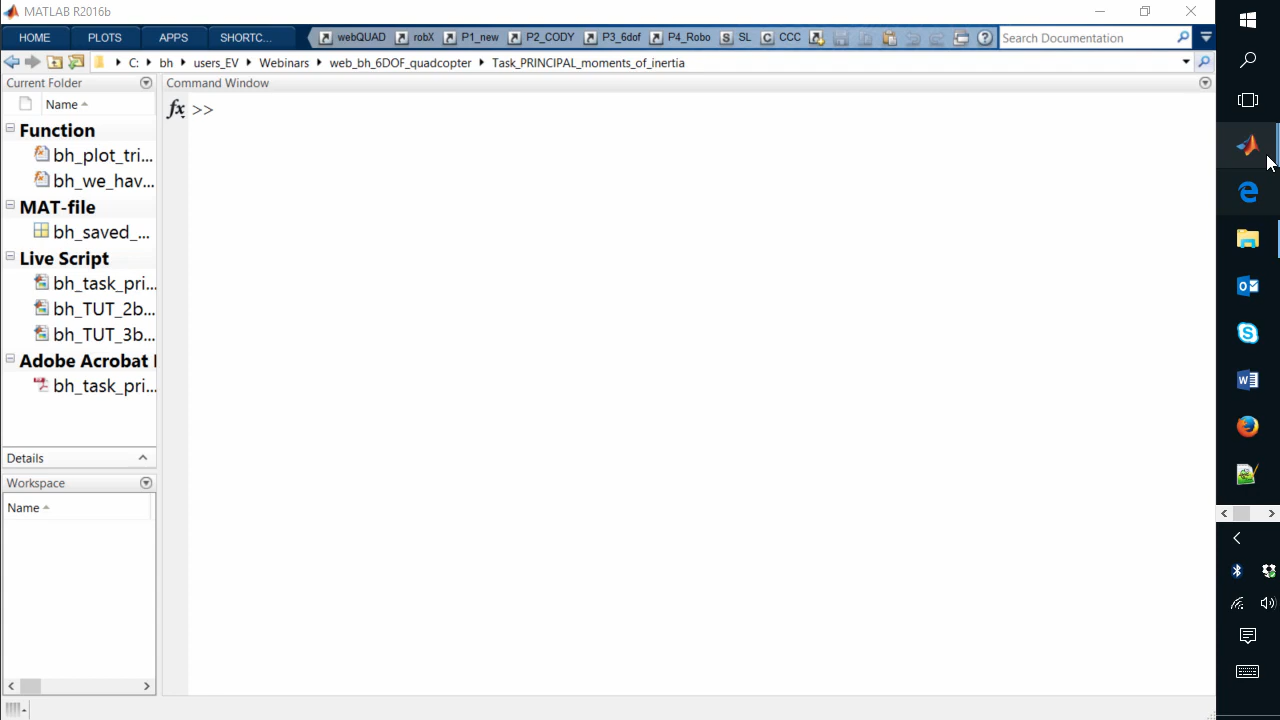 MATLAB R2016b
HOME PLOTS APPS SHORTC... webQUAD robX P1_new P2_CODY P3_6dof P4_Robo SL CCC Search Documentation
C: bh users_EV Webinars web_bh_6DOF_quadcopter Task_PRINCIPAL_moments_of_inertia
Current Folder
Command Window
Name
fx >>
Function
bh_plot_tri...
bh_we_hav...
MAT-file
bh_saved_...
Live Script
bh_task_pri...
bh_TUT_2b...
bh_TUT_3b...
Adobe Acrobat
bh_task_pri...
Details
Workspace
Name